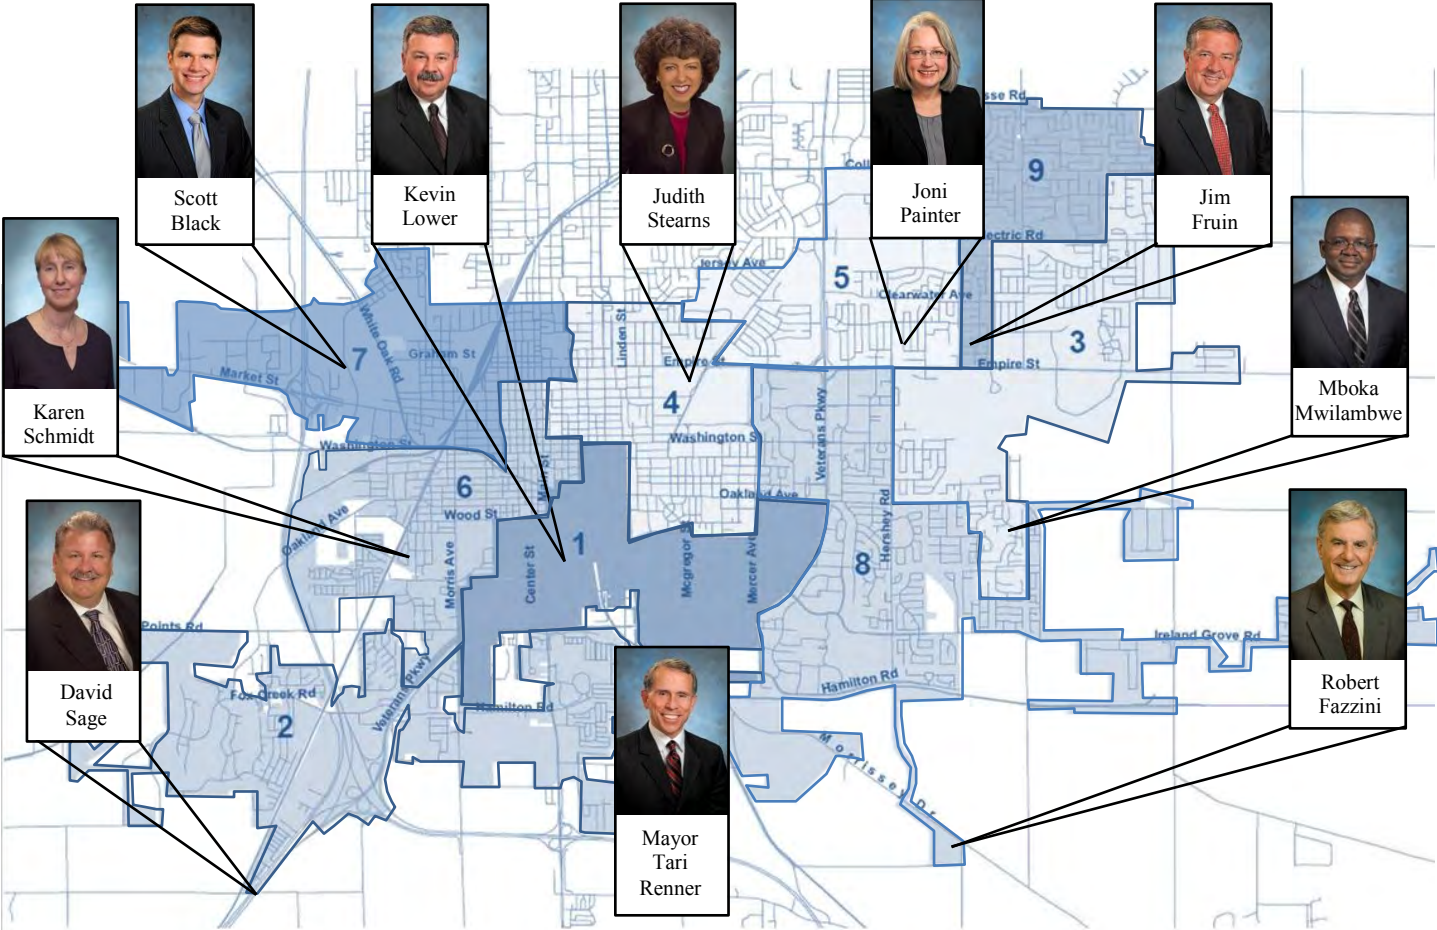 Scott
Black
Kevin
Lower
Judith
Stearns
Joni
Painter
Jim
Fruin
Karen
Schmidt
Mboka
Mwilambwe
David
Sage
Robert
Fazzini
Mayor
Tari
Renner
sse Rd
9
Coll
ectric Rd
Jersey Ave
5
Clearwater Ave
3
Empire St
Empire St
Linden St
White Oak Rd
7
Graham St
Market St
4
Washington St
Washington St
Veterans Pkwy
Oakland Ave
6
Wood St
Oakland Ave
Morris Ave
Center St
1
Mcgregor St
Mercer Ave
8
Hershey Rd
Points Rd
Ireland Grove Rd
Fox Creek Rd
2
Veterans Pkwy
Hamilton Rd
Hamilton Rd
Morrissey Dr